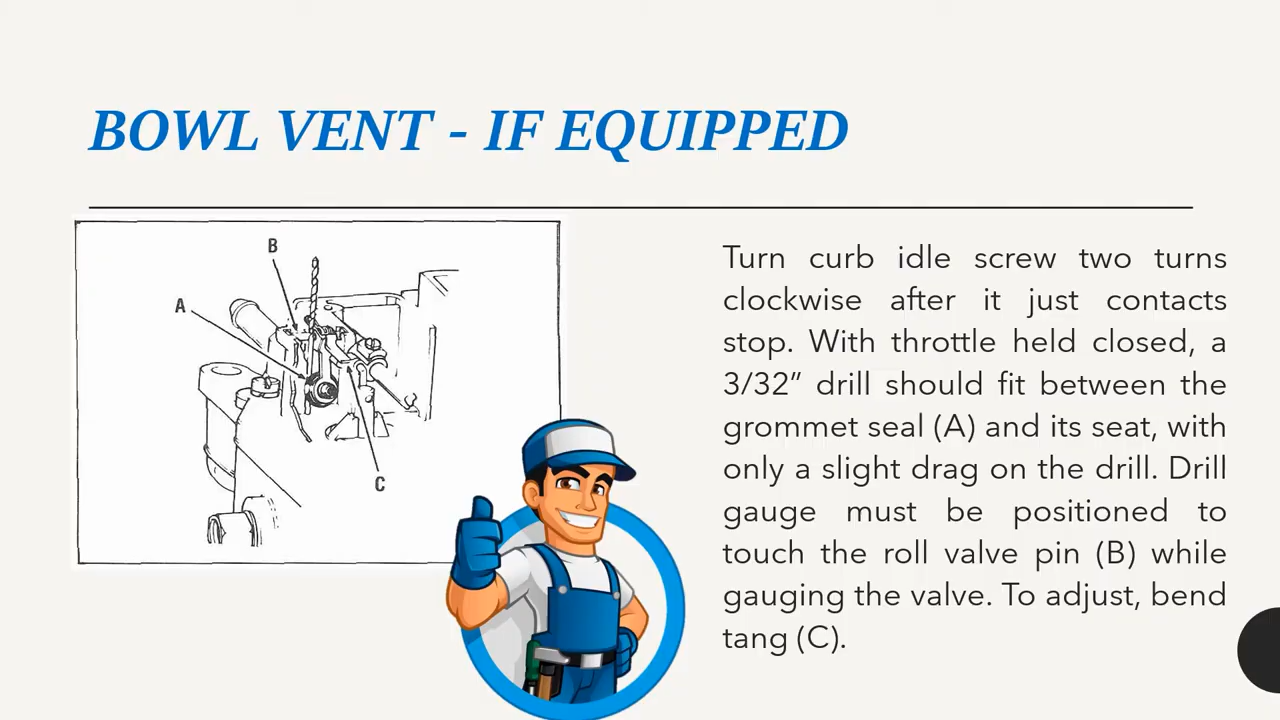 BOWL VENT - IF EQUIPPED
B
A
C
Turn curb idle screw two turns
clockwise after it just contacts
stop. With throttle held closed, a
3/32” drill should fit between the
grommet seal (A) and its seat, with
only a slight drag on the drill. Drill
gauge must be positioned to
touch the roll valve pin (B) while
gauging the valve. To adjust, bend
tang (C).